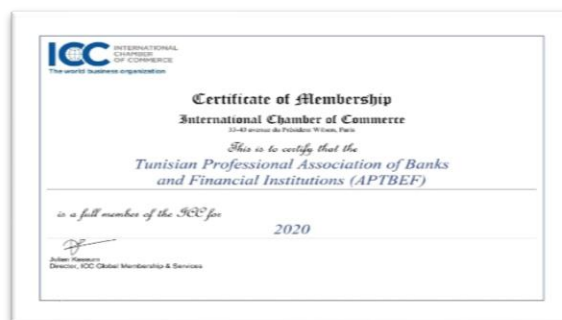 ICC INTERNATIONAL
CHAMBER
OF COMMERCE
The world business organization
Certificate of Membership
International Chamber of Commerce
33-43 avenue du Président Wilson, Paris
This is to certify that the
Tunisian Professional Association of Banks
and Financial Institutions (APTBEF)
is a full member of the ICC for
2020
Julian Kassum
Director, ICC Global Membership & Services